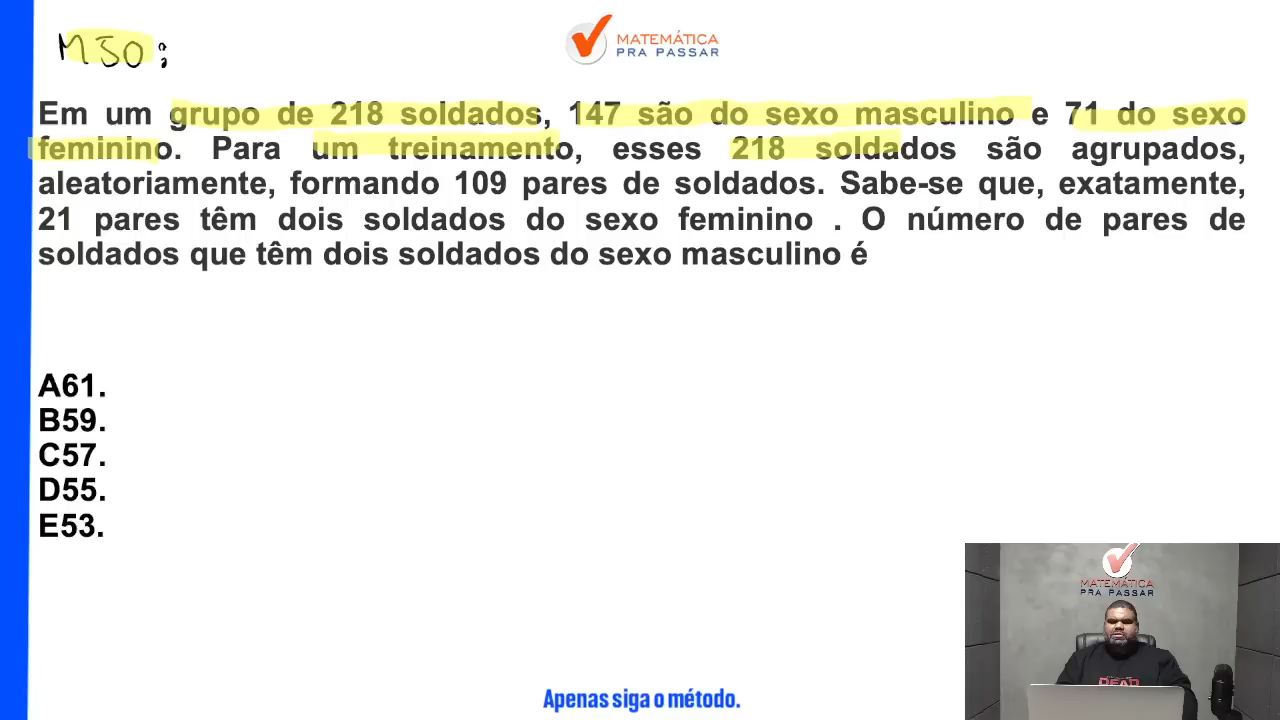 MJO:
MATEMÁTICA
PRA PASSAR
Em um grupo de 218 soldados, 147 são do sexo masculino e 71 do sexo
feminino. Para um treinamento, esses 218 soldados são agrupados,
aleatoriamente, formando 109 pares de soldados. Sabe-se que, exatamente,
21 pares têm dois soldados do sexo feminino . O número de pares de
soldados que têm dois soldados do sexo masculino é
A61.
B59.
C57.
D55.
E53.
MATEMÁTICA
PRA PASSAR
DEAD
Apenas siga o método.